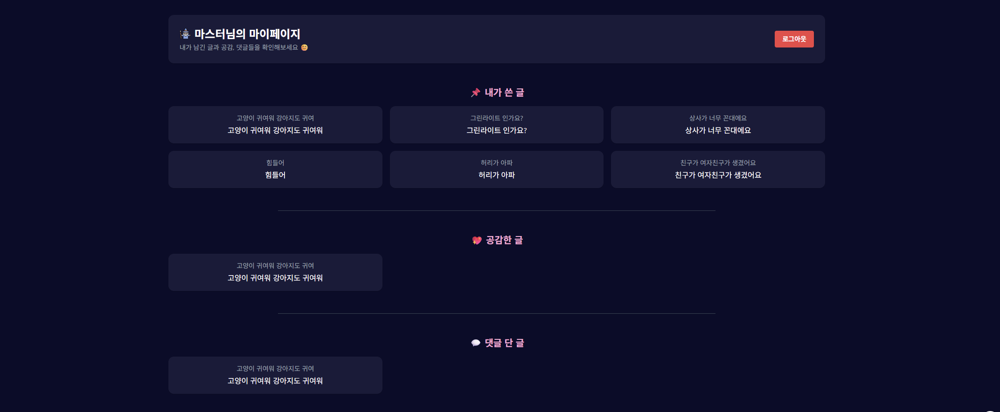 마스터님의 마이페이지
내가 남긴 글과 공감, 댓글들을 확인해보세요
로그아웃
내가 쓴 글
고양이 귀여워 강아지도 귀여
고양이 귀여워 강아지도 귀여워
그린라이트 인가요?
그린라이트 인가요?
상사가 너무 꼰대에요
상사가 너무 꼰대에요
힘들어
힘들어
허리가 아파
허리가 아파
친구가 여자친구가 생겼어요
친구가 여자친구가 생겼어요
공감한 글
고양이 귀여워 강아지도 귀여
고양이 귀여워 강아지도 귀여워
댓글 단 글
고양이 귀여워 강아지도 귀여
고양이 귀여워 강아지도 귀여워